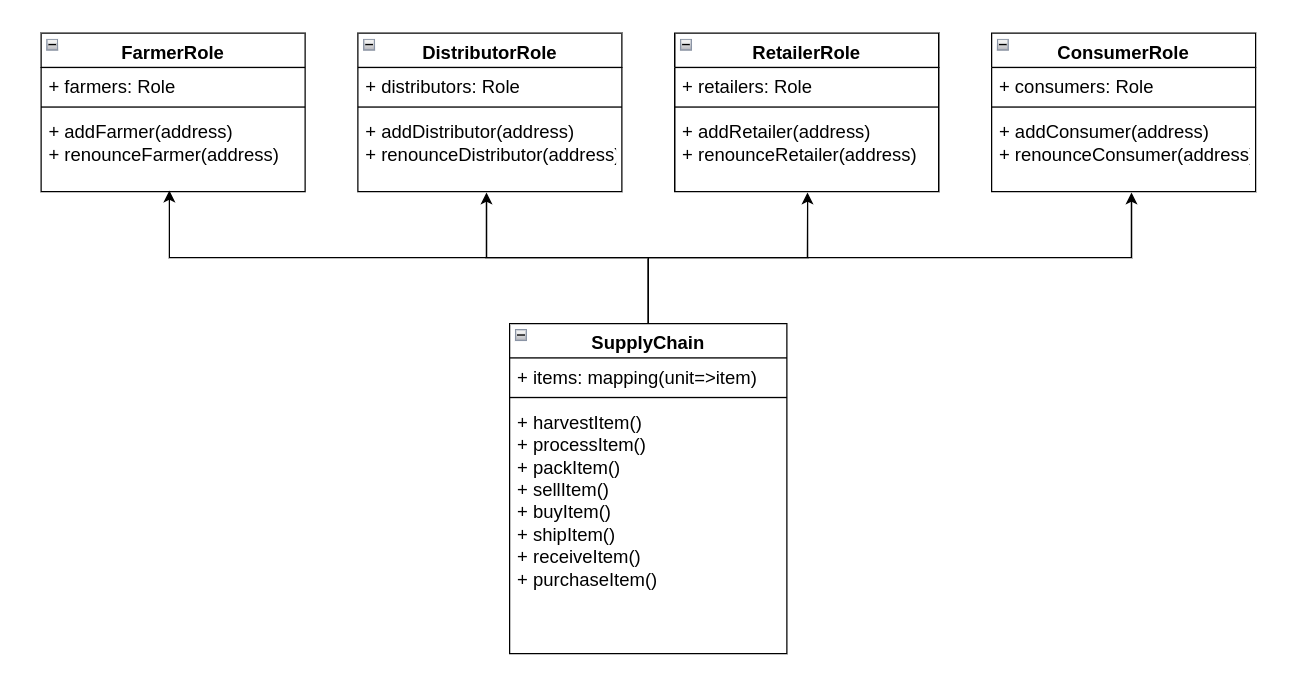 FarmerRole
+ farmers: Role
+ addFarmer(address)
+ renounceFarmer(address)
DistributorRole
+ distributors: Role
+ addDistributor(address)
+ renounceDistributor(address)
RetailerRole
+ retailers: Role
+ addRetailer(address)
+ renounceRetailer(address)
ConsumerRole
+ consumers: Role
+ addConsumer(address)
+ renounceConsumer(address
SupplyChain
+ items: mapping(unit=>item)
+ harvestItem()
+ processItem()
+ packItem()
+ sellItem()
+ buyItem()
+ shipItem()
+ receiveItem()
+ purchaseItem()